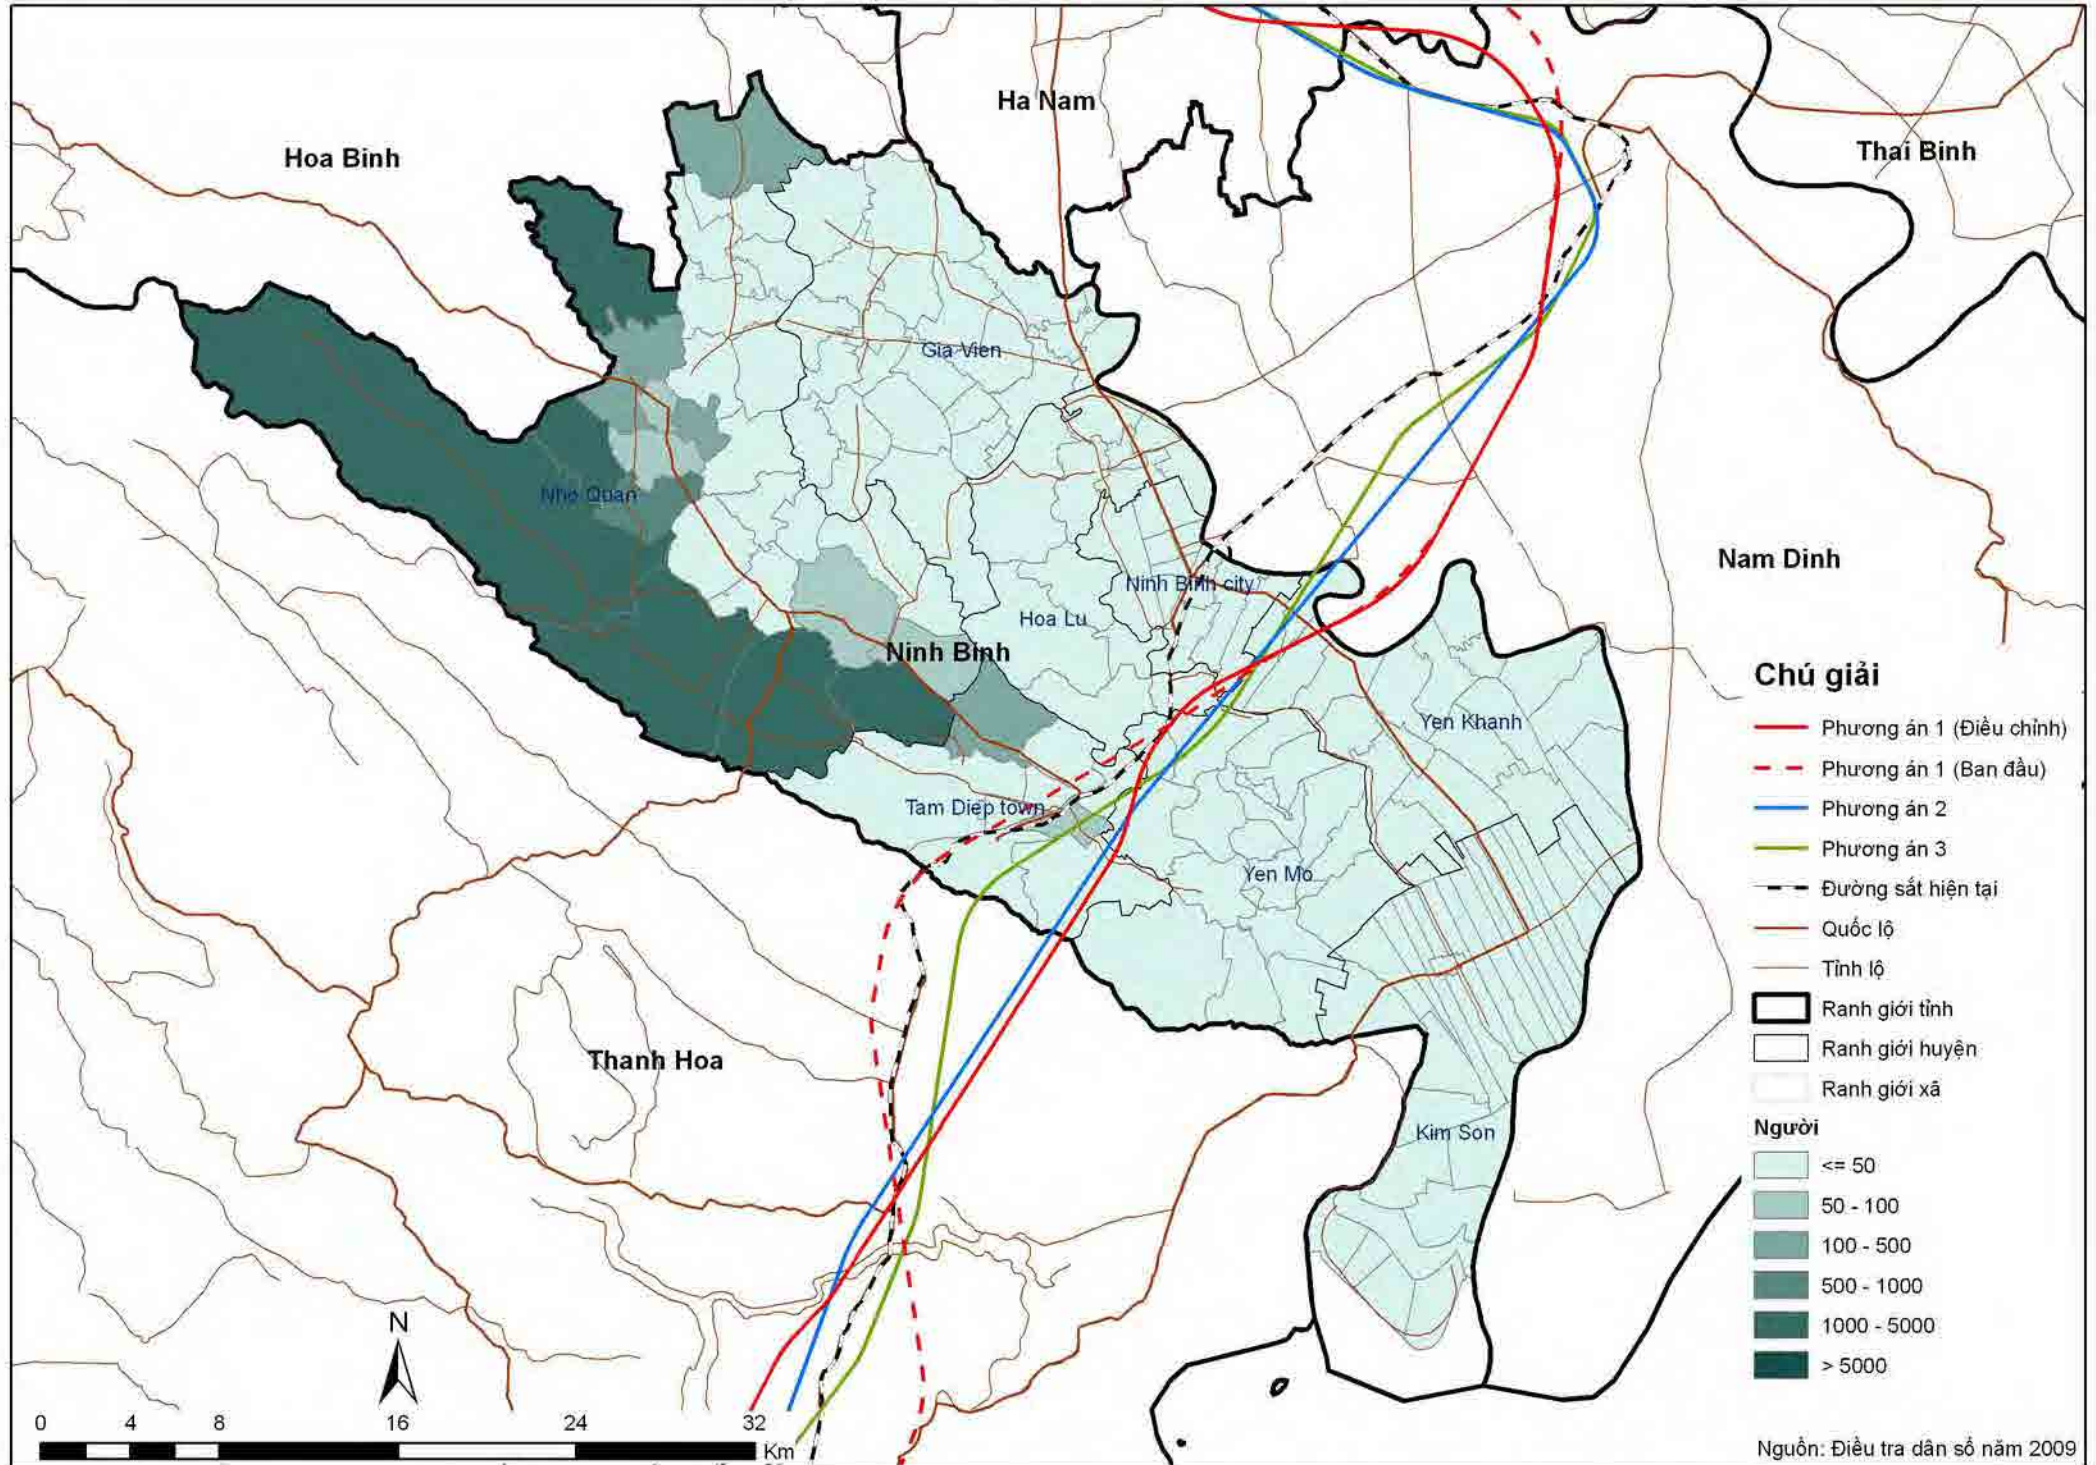 Ha Nam
Hoa Binh
Thai Binh
Gia Vien
Nho Quan
Nam Dinh
Ninh Binh city
Hoa Lu
Ninh Binh
Yen Khanh
Tam Diep town
Yen Mo
Thanh Hoa
Kim Son
Chú giải
Phương án 1 (Điều chỉnh)
Phương án 1 (Ban đầu)
Phương án 2
Phương án 3
Đường sắt hiện tại
Quốc lộ
Tỉnh lộ
Ranh giới tỉnh
Ranh giới huyện
Ranh giới xã
Người
<= 50
50 - 100
100 - 500
500 - 1000
1000 - 5000
> 5000
N
0 4 8 16 24 32
Km
Nguồn: Điều tra dân số năm 2009